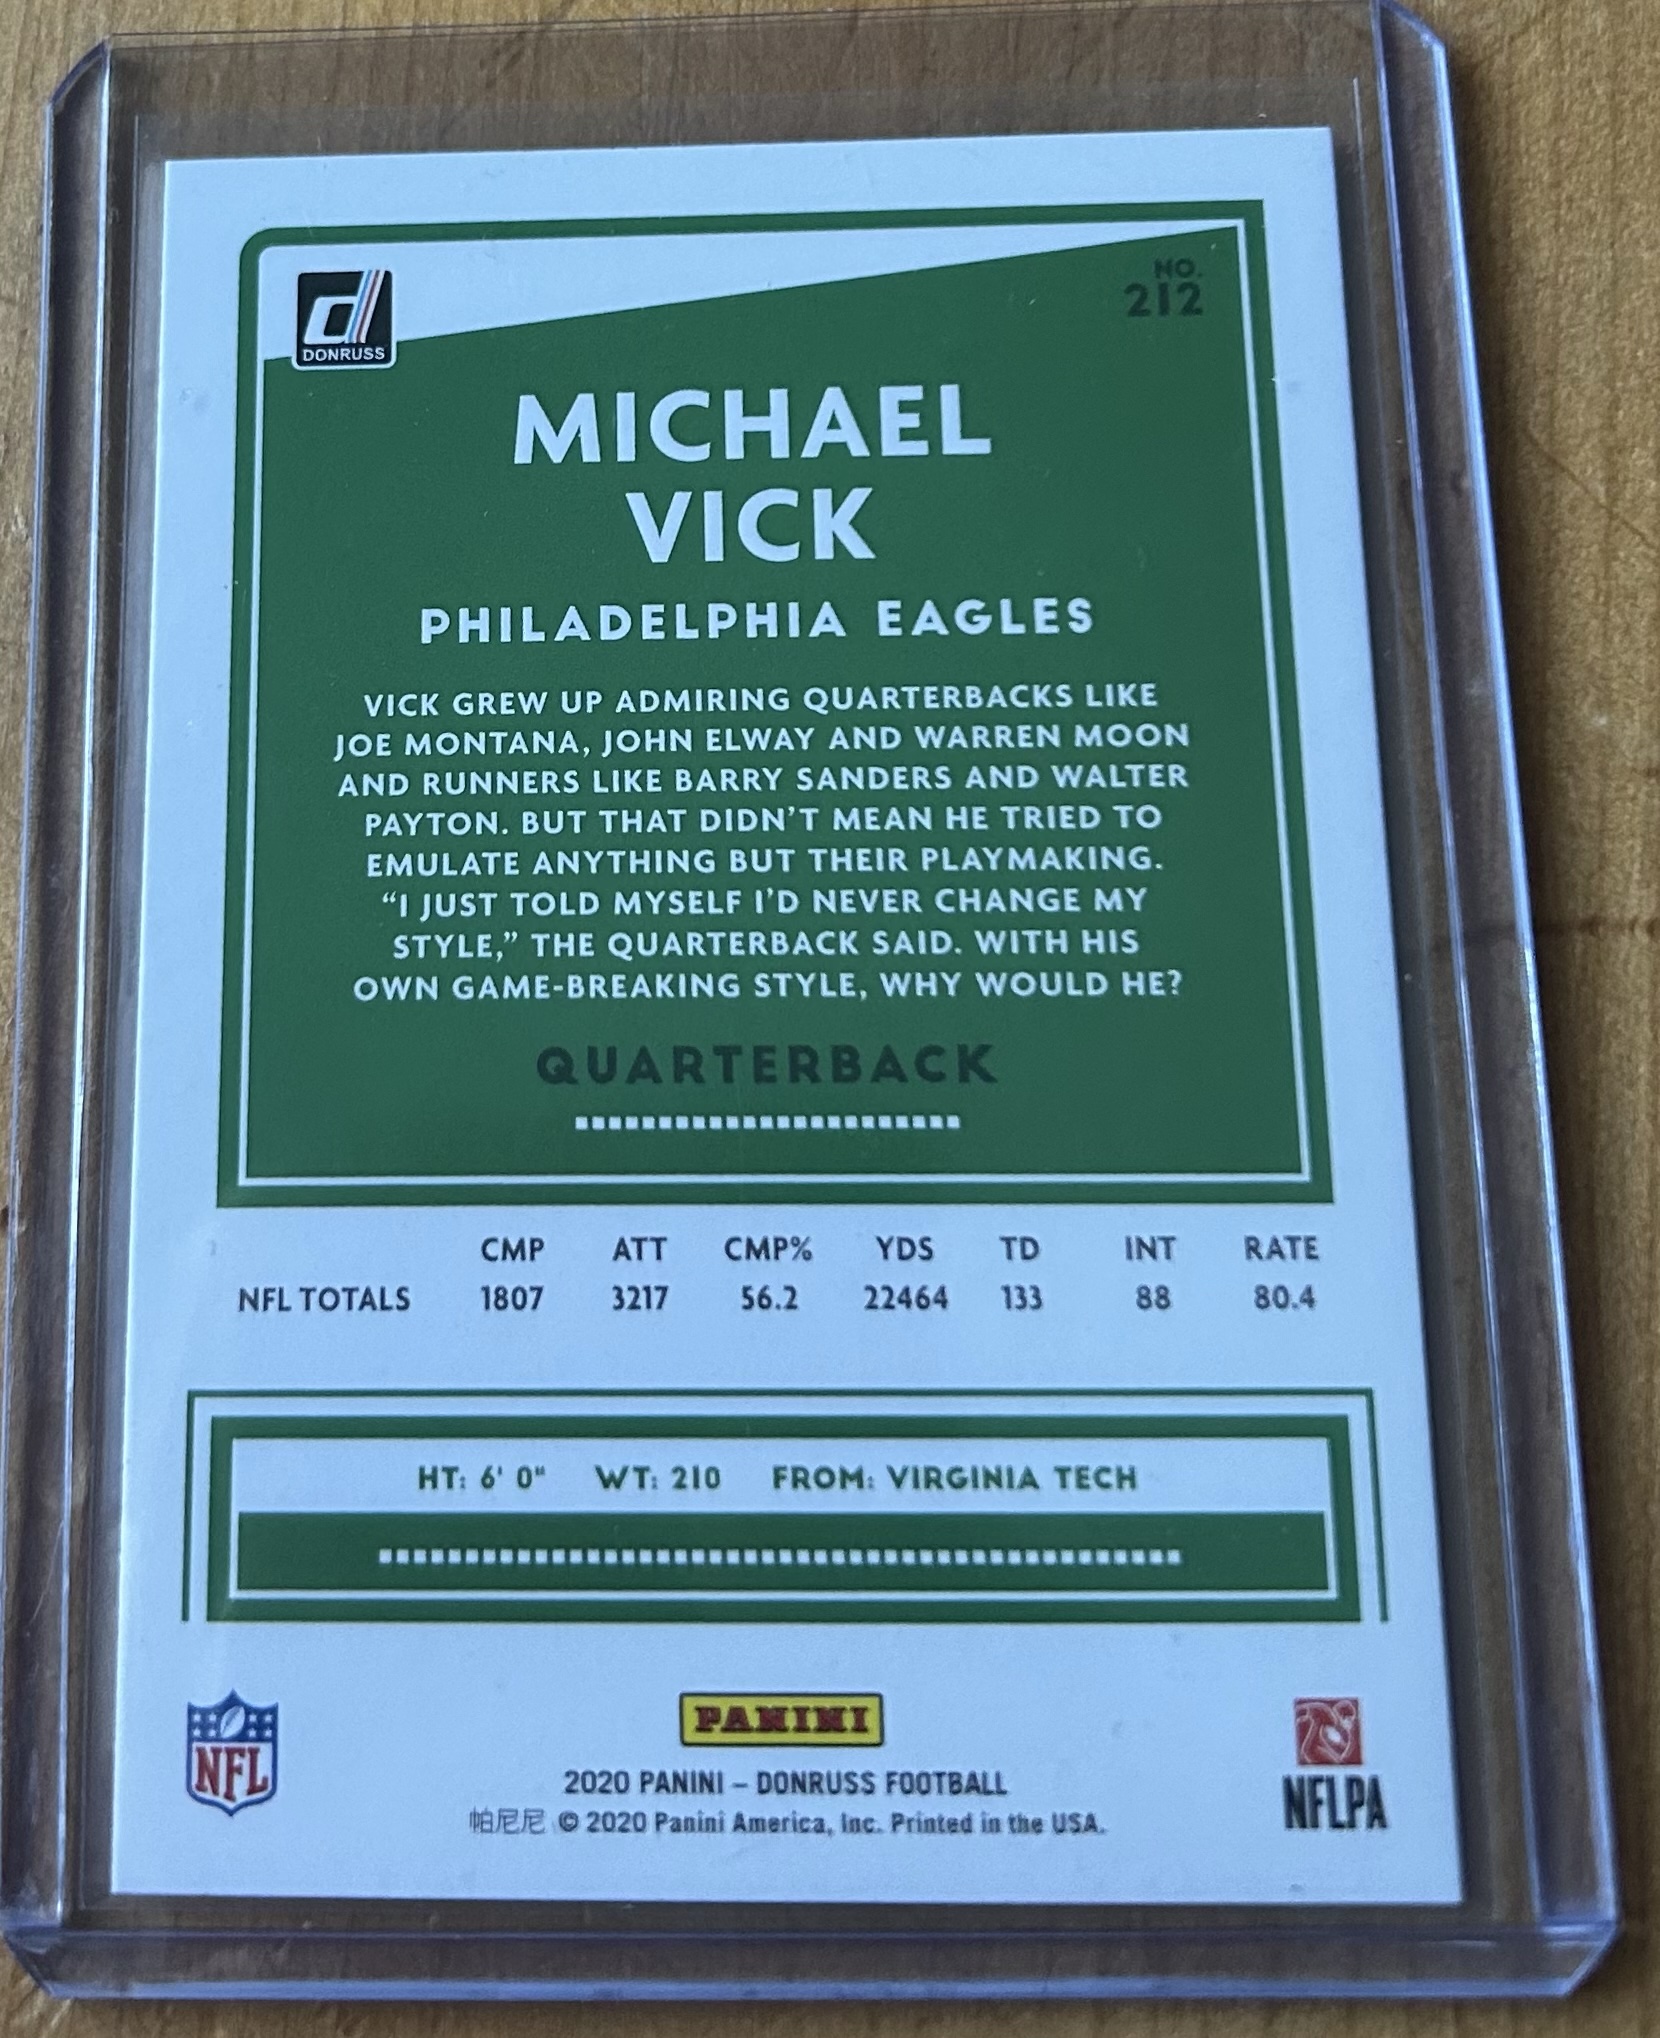 NO.
212
DONRUSS
MICHAEL
VICK
PHILADELPHIA EAGLES
VICK GREW UP ADMIRING QUARTERBACKS LIKE
JOE MONTANA, JOHN ELWAY AND WARREN MOON
AND RUNNERS LIKE BARRY SANDERS AND WALTER
PAYTON. BUT THAT DIDN'T MEAN HE TRIED TO
EMULATE ANYTHING BUT THEIR PLAYMAKING.
“I JUST TOLD MYSELF I'D NEVER CHANGE MY
STYLE,” THE QUARTERBACK SAID. WITH HIS
OWN GAME-BREAKING STYLE, WHY WOULD HE?
QUARTERBACK
CMP ATT CMP% YDS TD INT RATE
NFL TOTALS 1807 3217 56.2 22464 133 88 80.4
HT: 6' 0" WT: 210 FROM: VIRGINIA TECH
NFL
PANINI
NFLPA
2020 PANINI – DONRUSS FOOTBALL
帕尼尼 © 2020 Panini America, Inc. Printed in the USA.